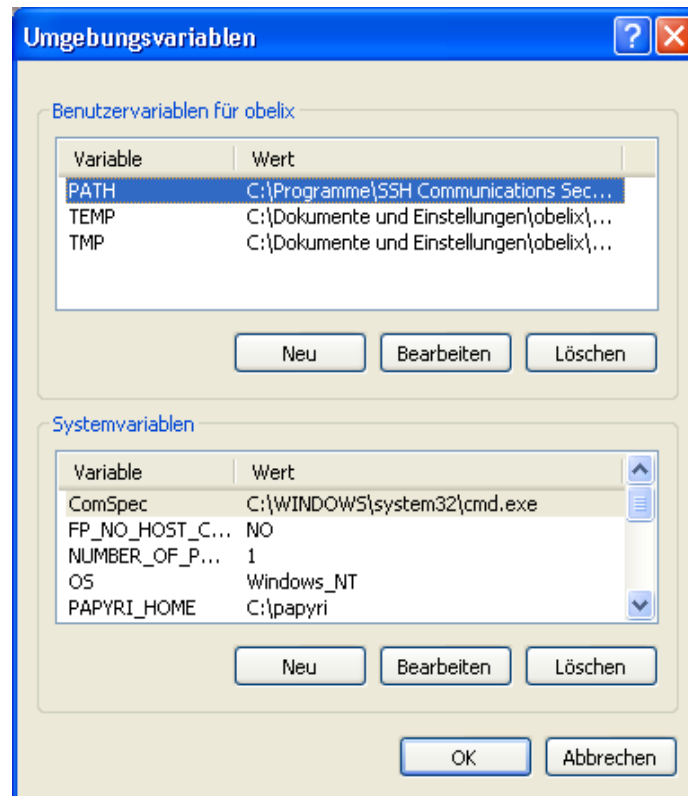 Umgebungsvariablen
Benutzervariablen für obelix
Variable Wert
PATH C:\Programme\SSH Communications Sec...
TEMP C:\Dokumente und Einstellungen\obelix\...
TMP C:\Dokumente und Einstellungen\obelix\...
Neu Bearbeiten Löschen
Systemvariablen
Variable Wert
ComSpec C:\WINDOWS\system32\cmd.exe
FP_NO_HOST_C... NO
NUMBER_OF_P... 1
OS Windows_NT
PAPYRI_HOME C:\papyri
Neu Bearbeiten Löschen
OK Abbrechen